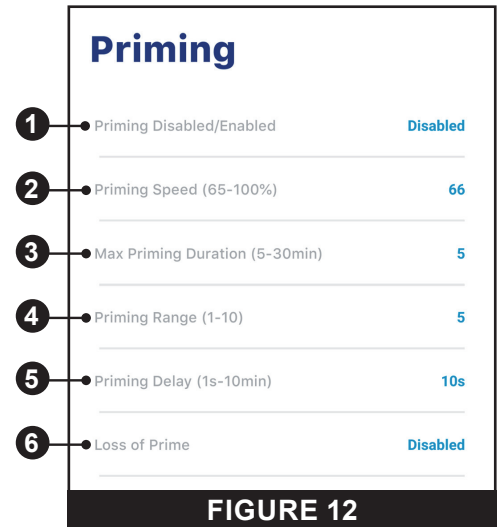 Priming
1 Priming Disabled/Enabled Disabled
2 Priming Speed (65-100%) 66
3 Max Priming Duration (5-30min) 5
4 Priming Range (1-10) 5
5 Priming Delay (1s-10min) 10s
6 Loss of Prime Disabled
FIGURE 12